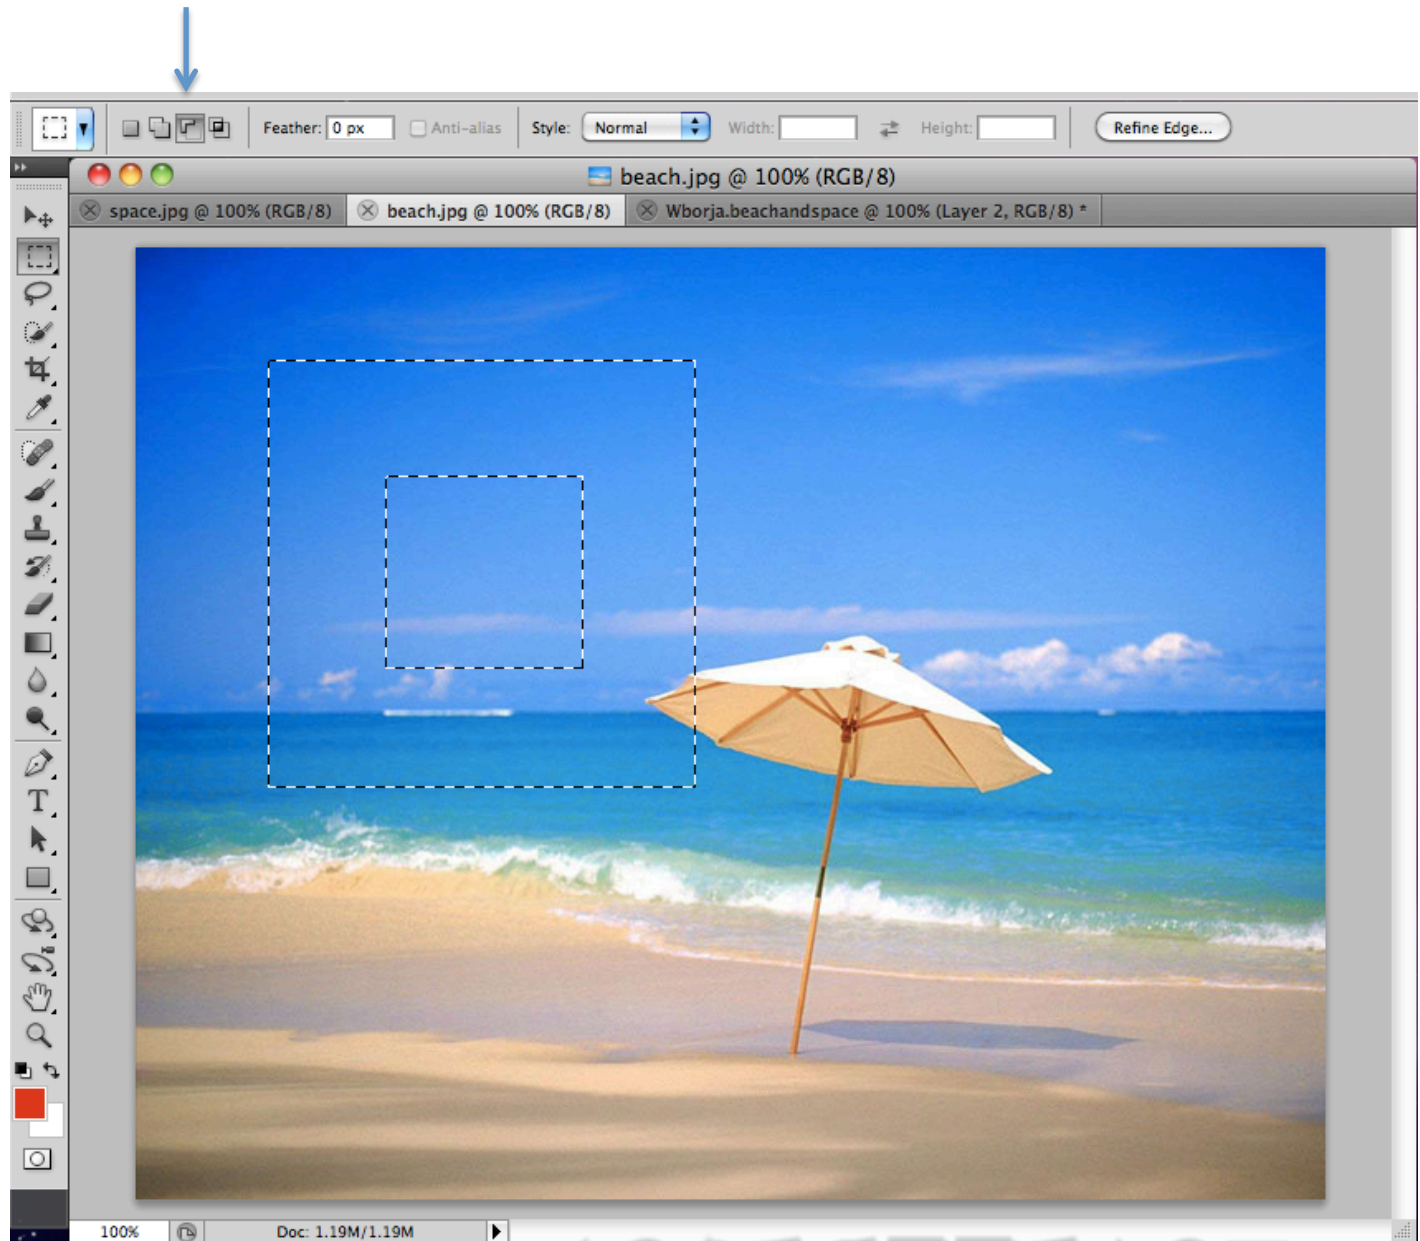 Feather: 0 px Anti-alias Style: Normal Width: Height: Refine Edge...
beach.jpg @ 100% (RGB/8)
space.jpg @ 100% (RGB/8) beach.jpg @ 100% (RGB/8) Wborja.beachandspace @ 100% (Layer 2, RGB/8) *
T
100% Doc: 1.19M/1.19M